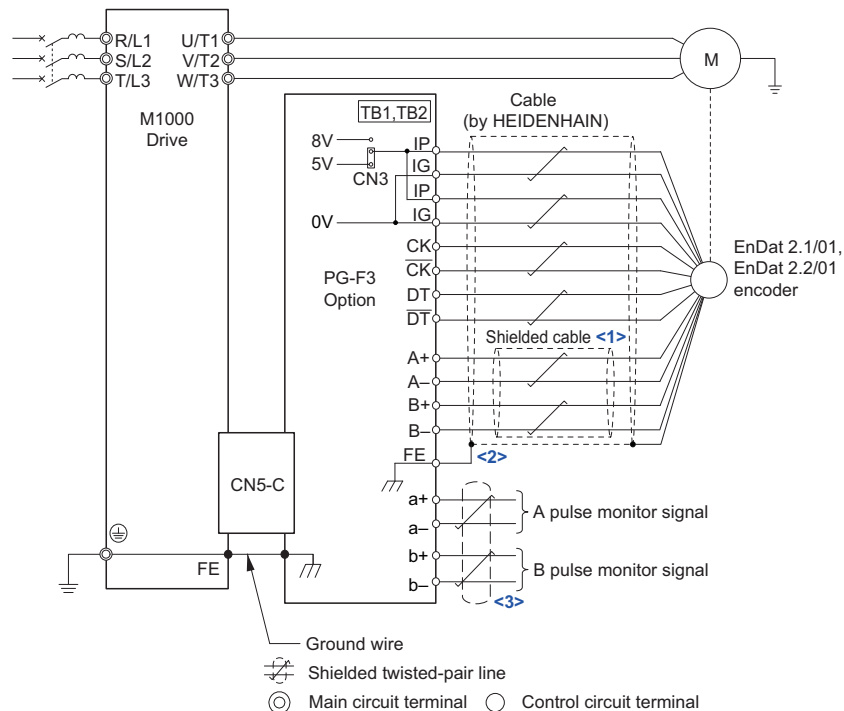 R/L1 U/T1
S/L2 V/T2
T/L3 W/T3
M
M1000
Drive
TB1,TB2
Cable
(by HEIDENHAIN)
8V
5V
CN3
0V
IP
IG
IP
IG
CK
CK
DT
DT
PG-F3
Option
EnDat 2.1/01,
EnDat 2.2/01
encoder
Shielded cable <1>
A+
A–
B+
B–
FE
<2>
CN5-C
a+
a–
A pulse monitor signal
b+
b–
B pulse monitor signal
<3>
FE
Ground wire
Shielded twisted-pair line
Main circuit terminal Control circuit terminal